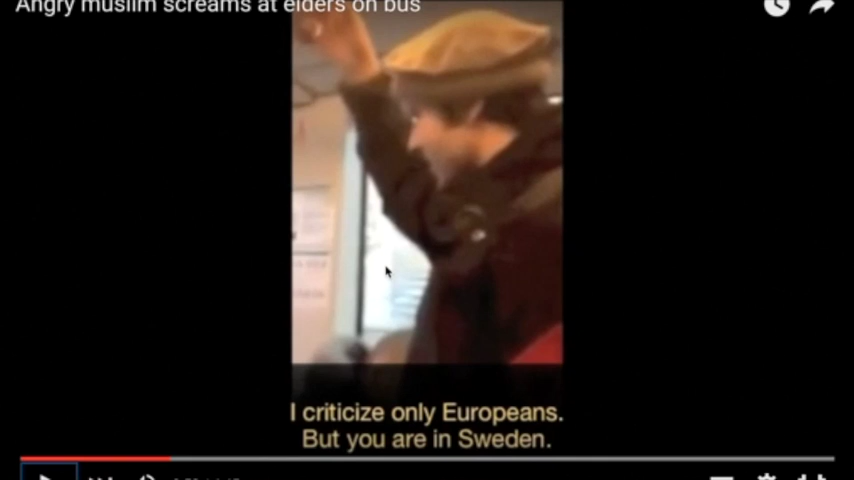 Angry muslim screams at elders on bus
I criticize only Europeans.
But you are in Sweden.